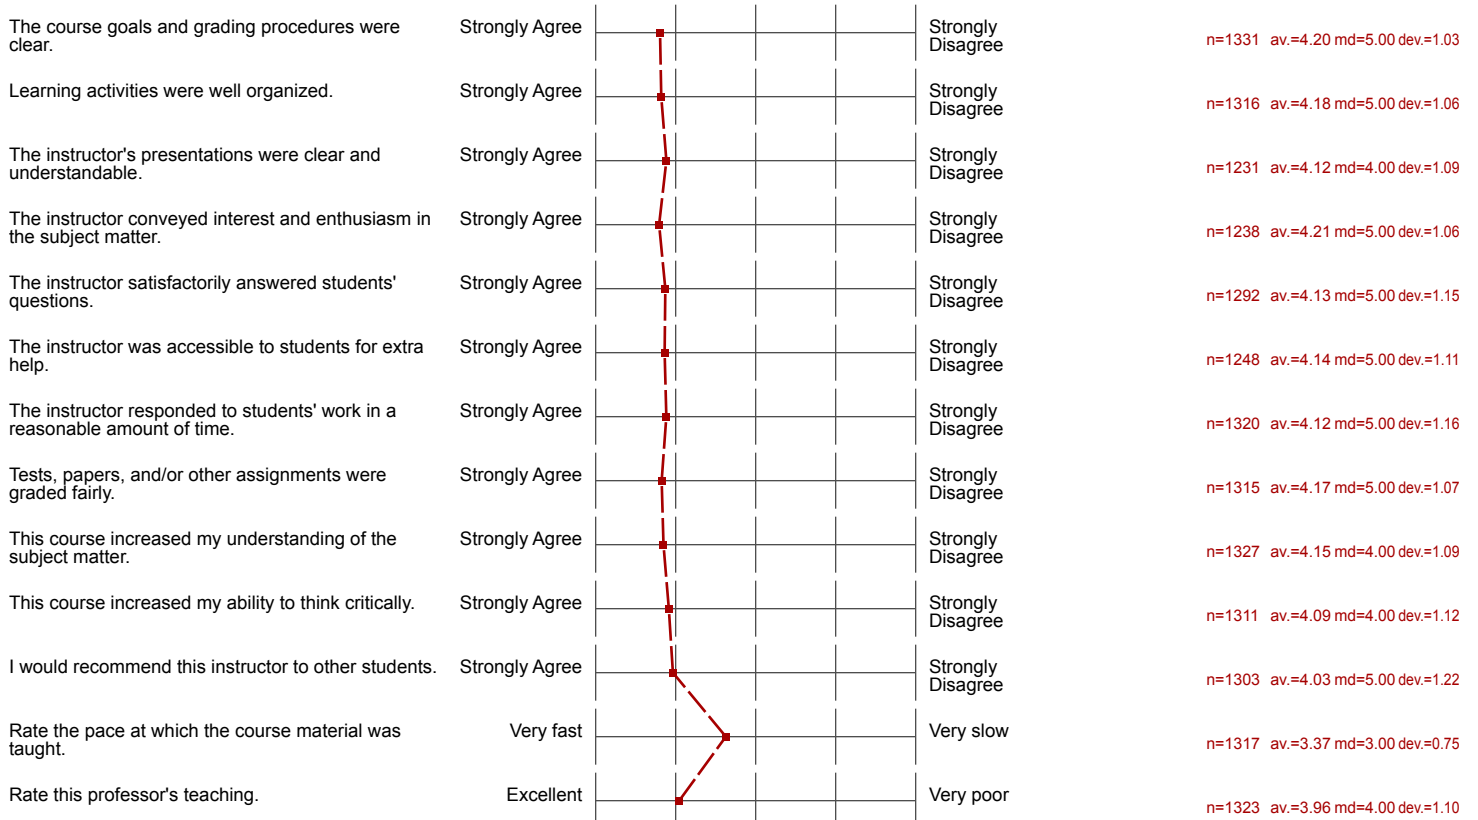 The course goals and grading procedures were
clear.
Strongly Agree
Strongly
Disagree
n=1331 av.=4.20 md=5.00 dev.=1.03
Learning activities were well organized.
Strongly Agree
Strongly
Disagree
n=1316 av.=4.18 md=5.00 dev.=1.06
The instructor's presentations were clear and
understandable.
Strongly Agree
Strongly
Disagree
n=1231 av.=4.12 md=4.00 dev.=1.09
The instructor conveyed interest and enthusiasm in
the subject matter.
Strongly Agree
Strongly
Disagree
n=1238 av.=4.21 md=5.00 dev.=1.06
The instructor satisfactorily answered students'
questions.
Strongly Agree
Strongly
Disagree
n=1292 av.=4.13 md=5.00 dev.=1.15
The instructor was accessible to students for extra
help.
Strongly Agree
Strongly
Disagree
n=1248 av.=4.14 md=5.00 dev.=1.11
The instructor responded to students' work in a
reasonable amount of time.
Strongly Agree
Strongly
Disagree
n=1320 av.=4.12 md=5.00 dev.=1.16
Tests, papers, and/or other assignments were
graded fairly.
Strongly Agree
Strongly
Disagree
n=1315 av.=4.17 md=5.00 dev.=1.07
This course increased my understanding of the
subject matter.
Strongly Agree
Strongly
Disagree
n=1327 av.=4.15 md=4.00 dev.=1.09
This course increased my ability to think critically.
Strongly Agree
Strongly
Disagree
n=1311 av.=4.09 md=4.00 dev.=1.12
I would recommend this instructor to other students.
Strongly Agree
Strongly
Disagree
n=1303 av.=4.03 md=5.00 dev.=1.22
Rate the pace at which the course material was
taught.
Very fast
Very slow
n=1317 av.=3.37 md=3.00 dev.=0.75
Rate this professor's teaching.
Excellent
Very poor
n=1323 av.=3.96 md=4.00 dev.=1.10